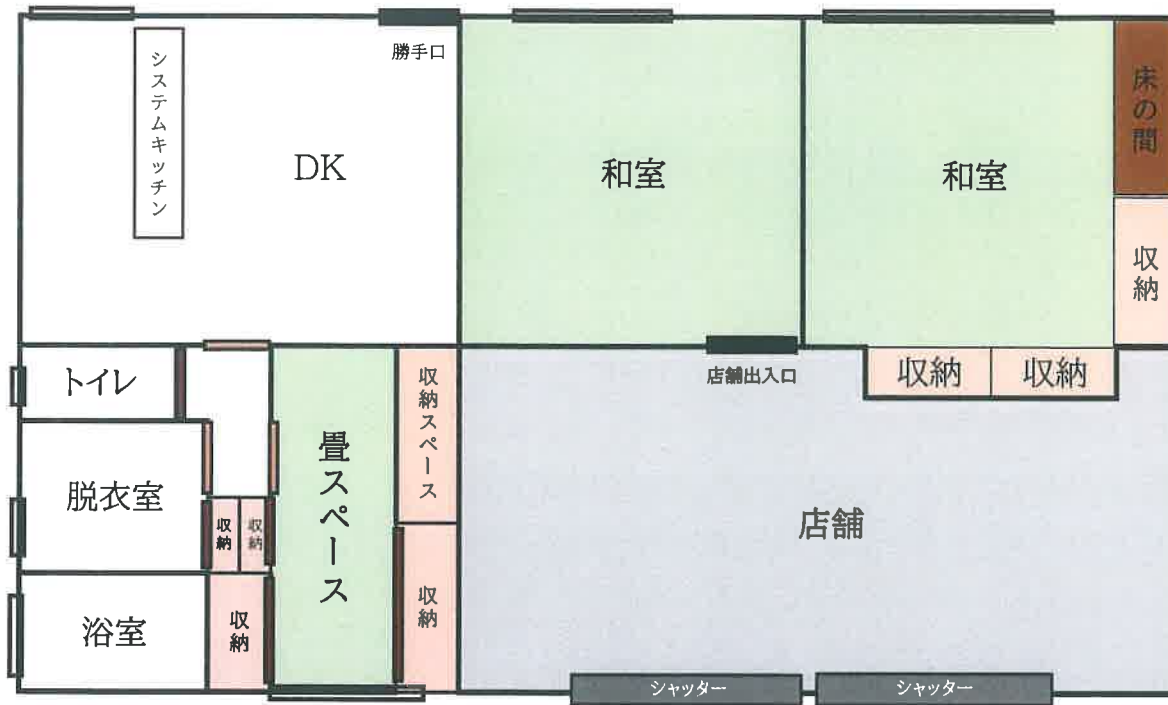 勝手口
システムキッチン
DK
和室
和室
床の間
収納
トイレ
収納スペース
店舗出入口
収納
収納
畳スペース
脱衣室
収納
収納
店舗
浴室
収納
収納
シャッター
シャッター